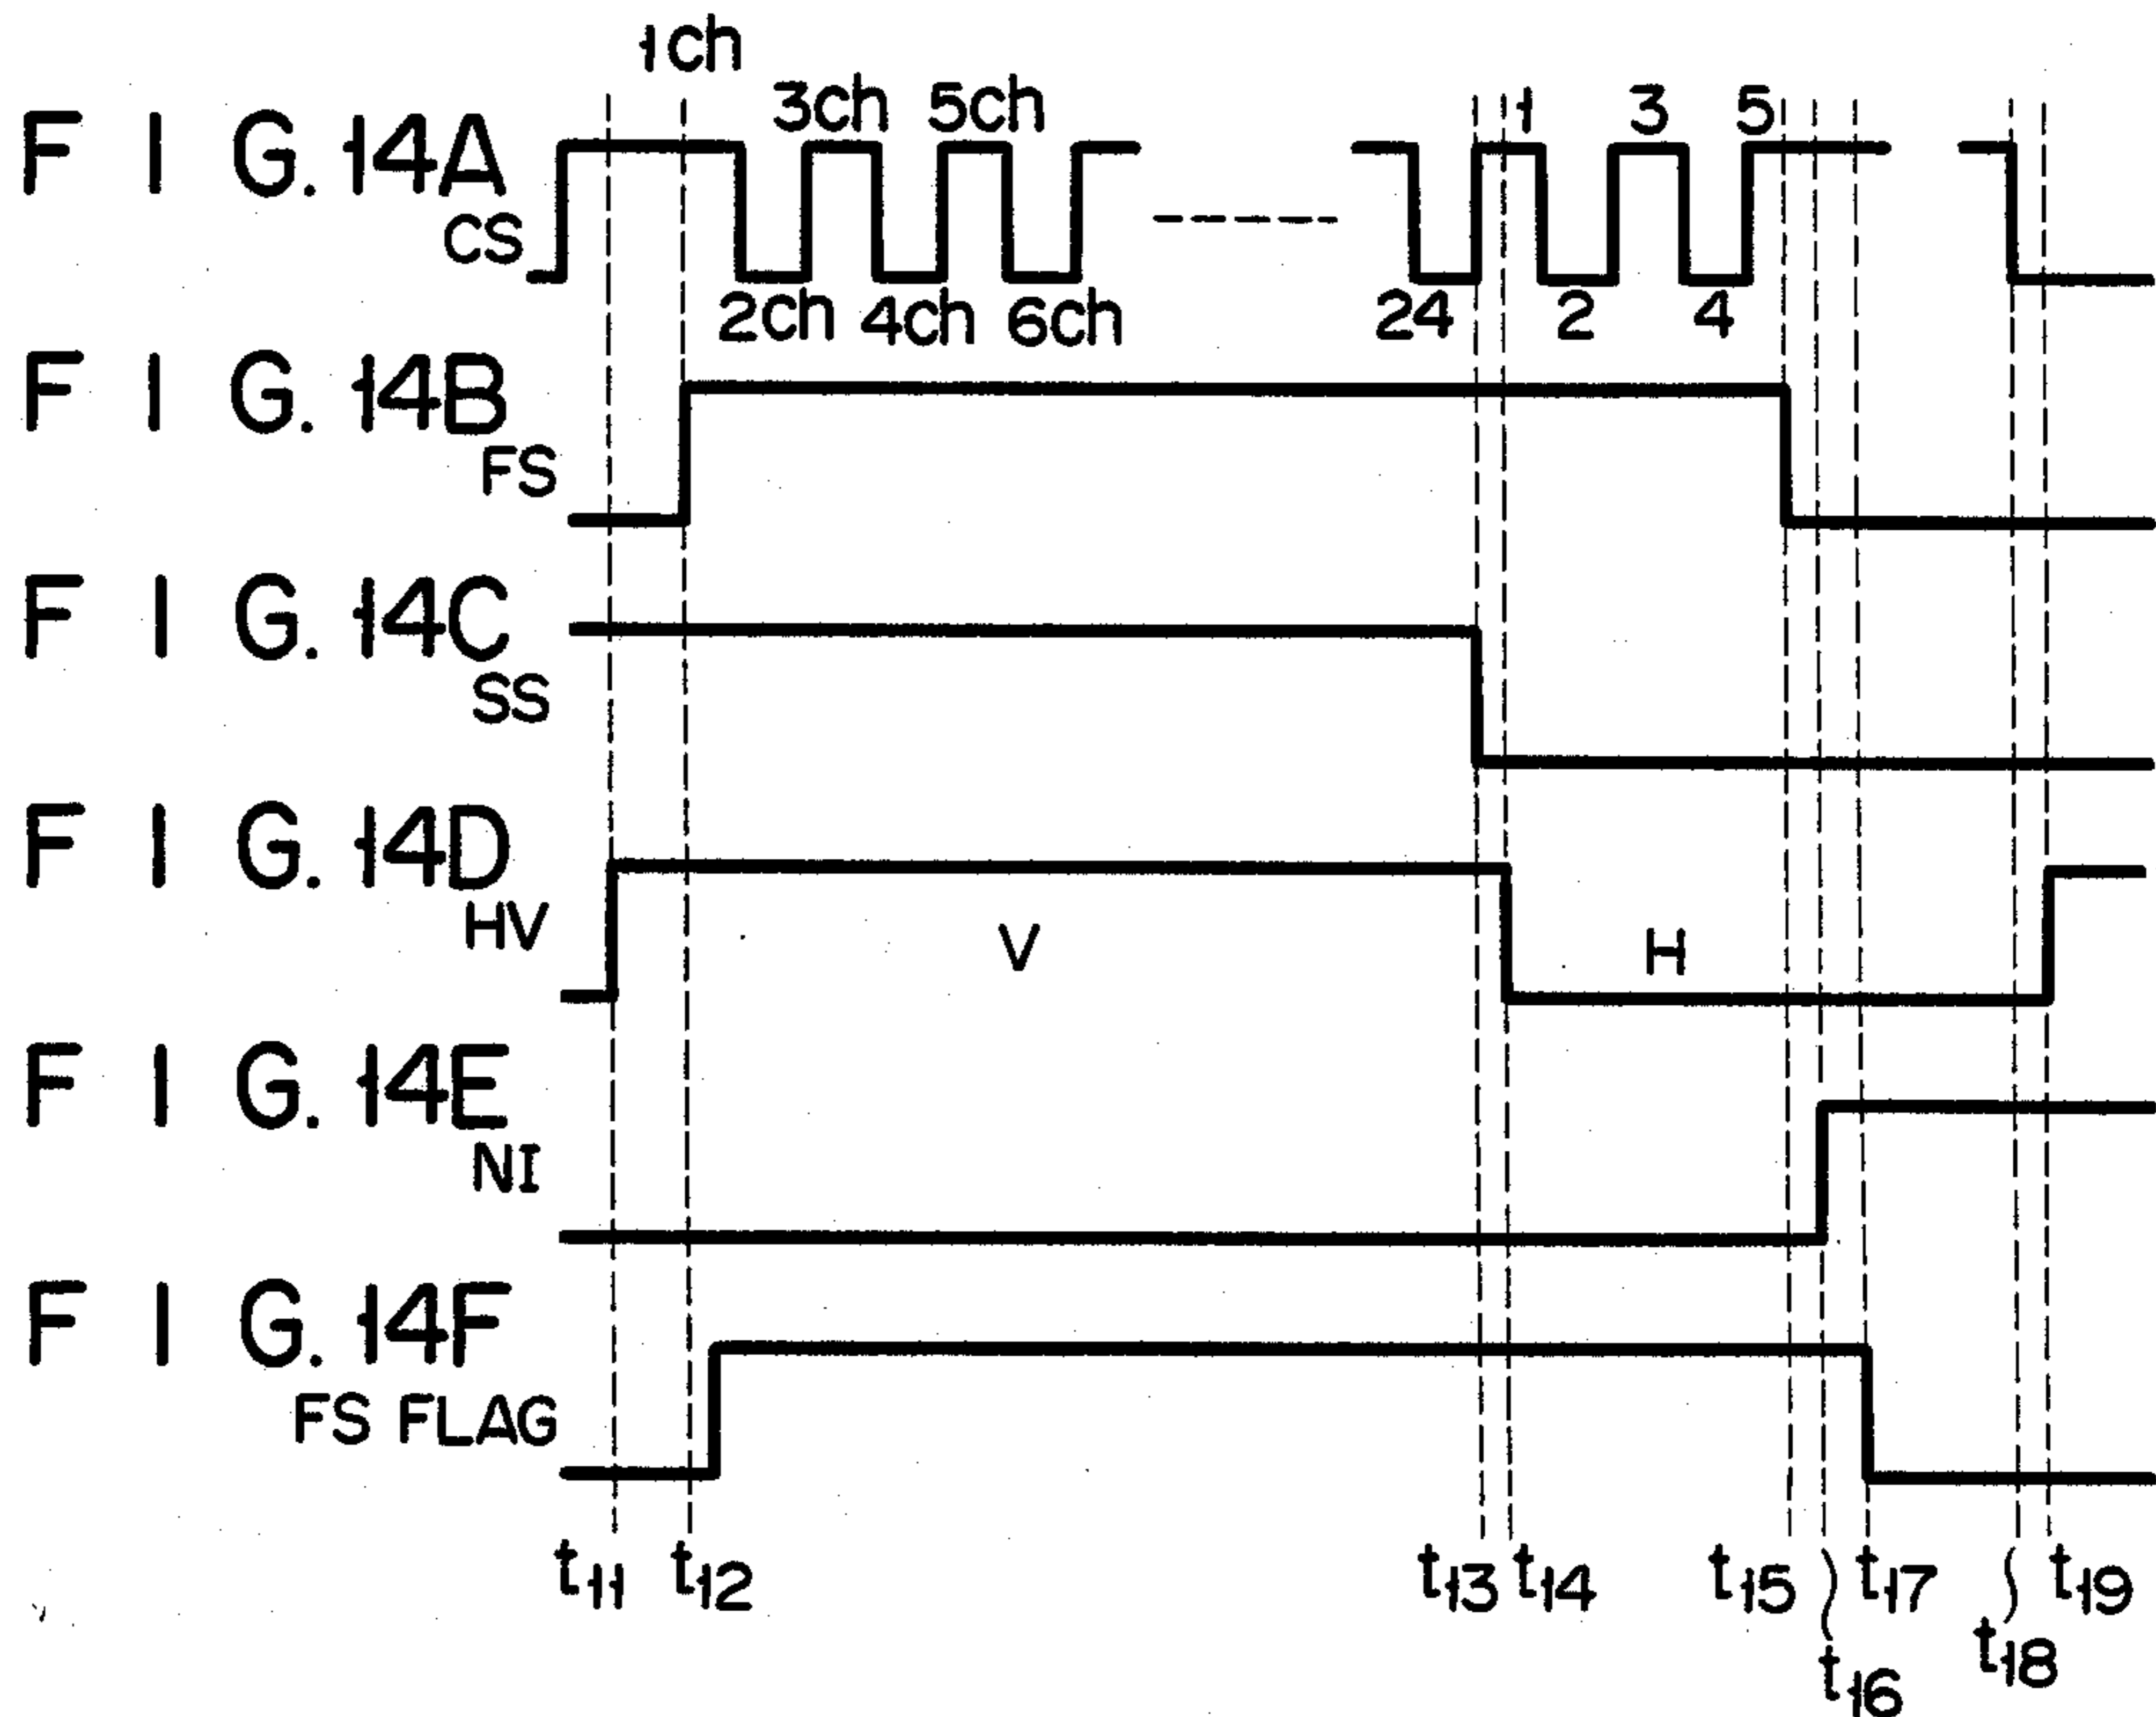 1ch
3ch 5ch 1 3 5
FIG. 14A
CS
2ch 4ch 6ch 24 2 4
FIG. 14B
FS
FIG. 14C
SS
FIG. 14D
HV V H
FIG. 14E
NI
FIG. 14F
FS FLAG
t11 t12 t13 t14 t15 t17 t19
t18
t16